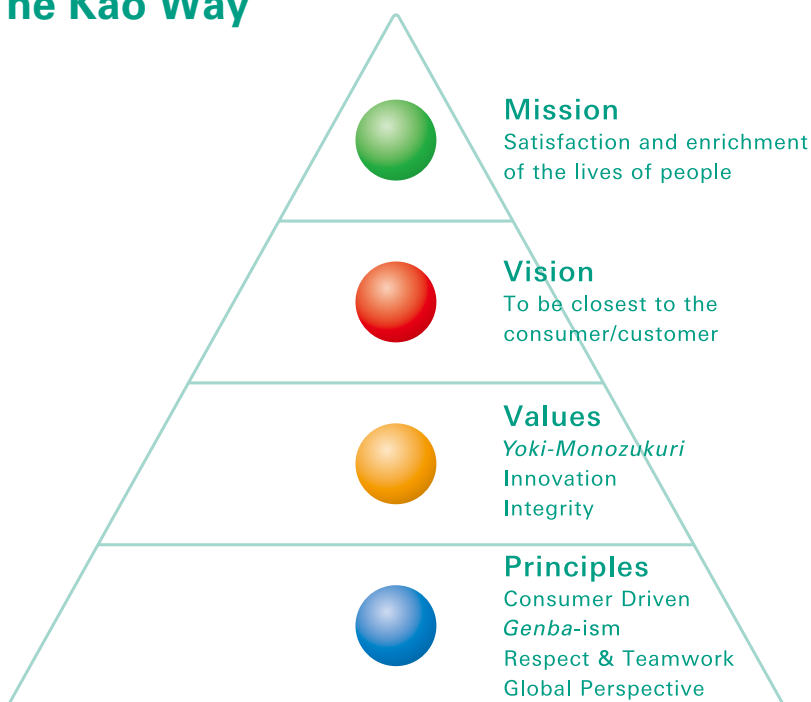 he Kao Way
Mission
Satisfaction and enrichment
of the lives of people
Vision
To be closest to the
consumer/customer
Values
Yoki-Monozukuri
Innovation
Integrity
Principles
Consumer Driven
Genba-ism
Respect & Teamwork
Global Perspective